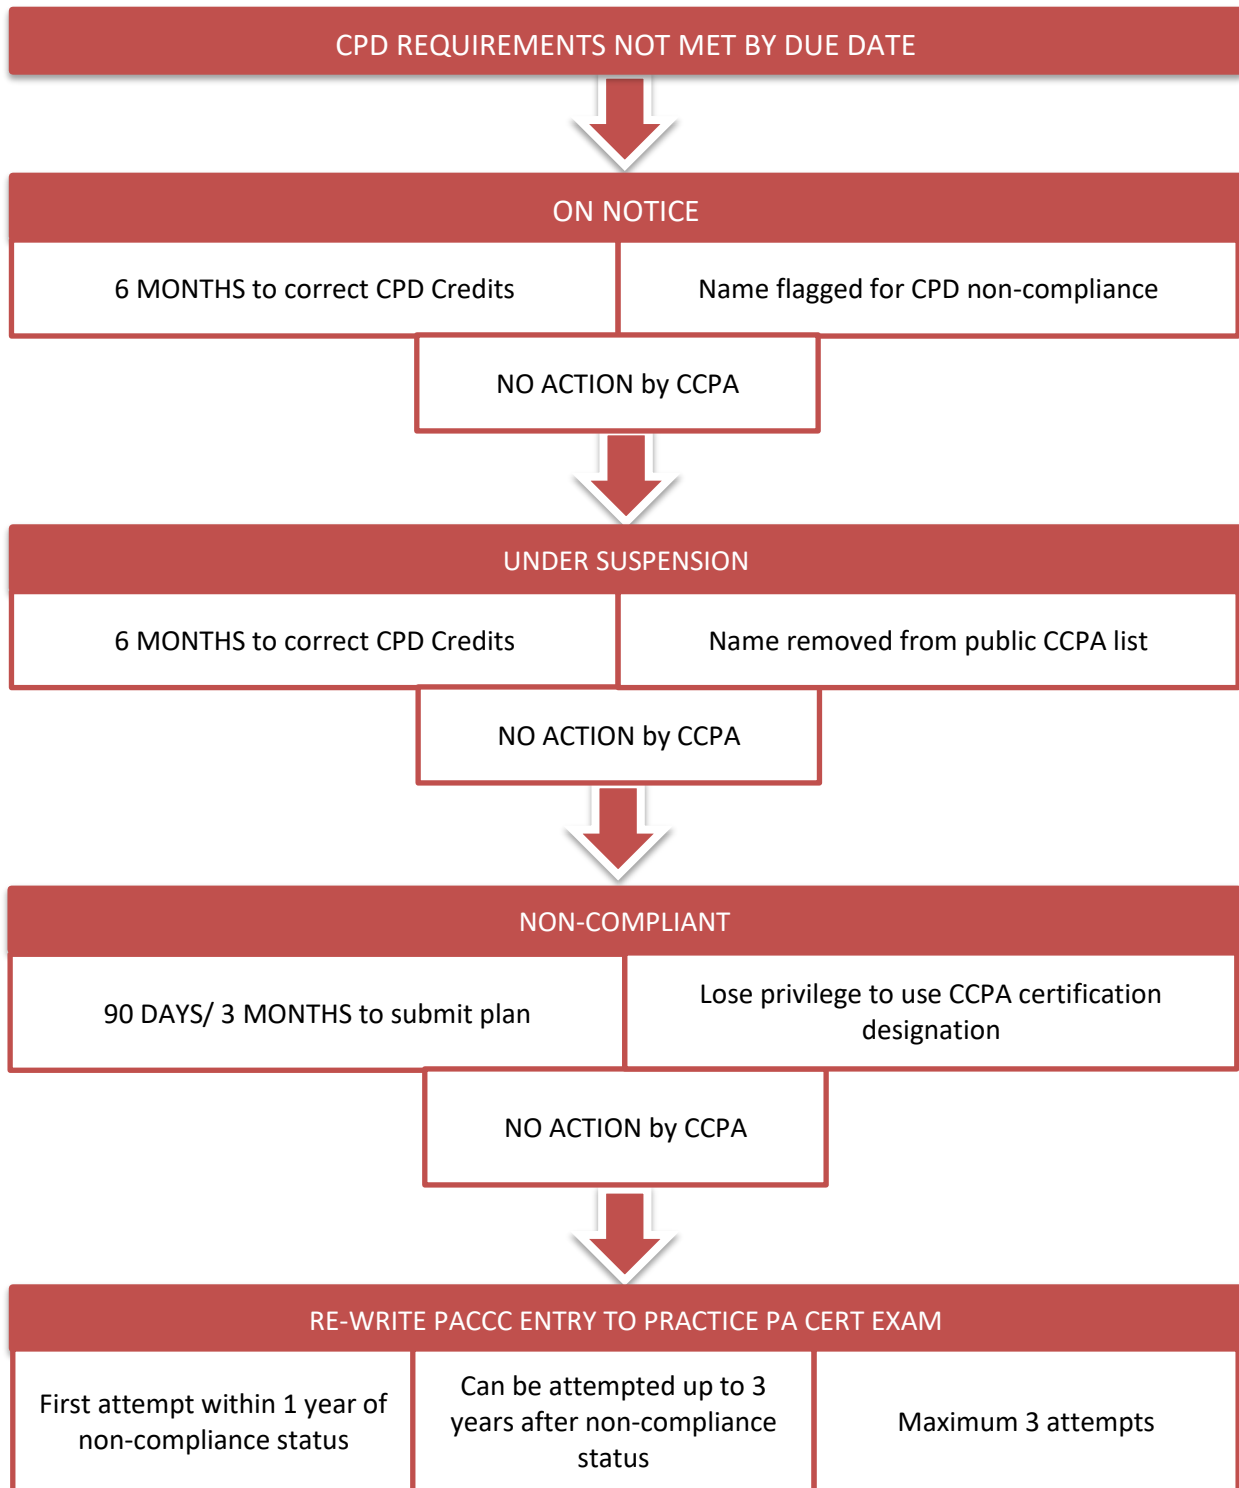 CPD REQUIREMENTS NOT MET BY DUE DATE
ON NOTICE
6 MONTHS to correct CPD Credits
Name flagged for CPD non-compliance
NO ACTION by CCPA
UNDER SUSPENSION
6 MONTHS to correct CPD Credits
Name removed from public CCPA list
NO ACTION by CCPA
NON-COMPLIANT
90 DAYS/ 3 MONTHS to submit plan
Lose privilege to use CCPA certification
designation
NO ACTION by CCPA
RE-WRITE PACCC ENTRY TO PRACTICE PA CERT EXAM
First attempt within 1 year of
non-compliance status
Can be attempted up to 3
years after non-compliance
status
Maximum 3 attempts